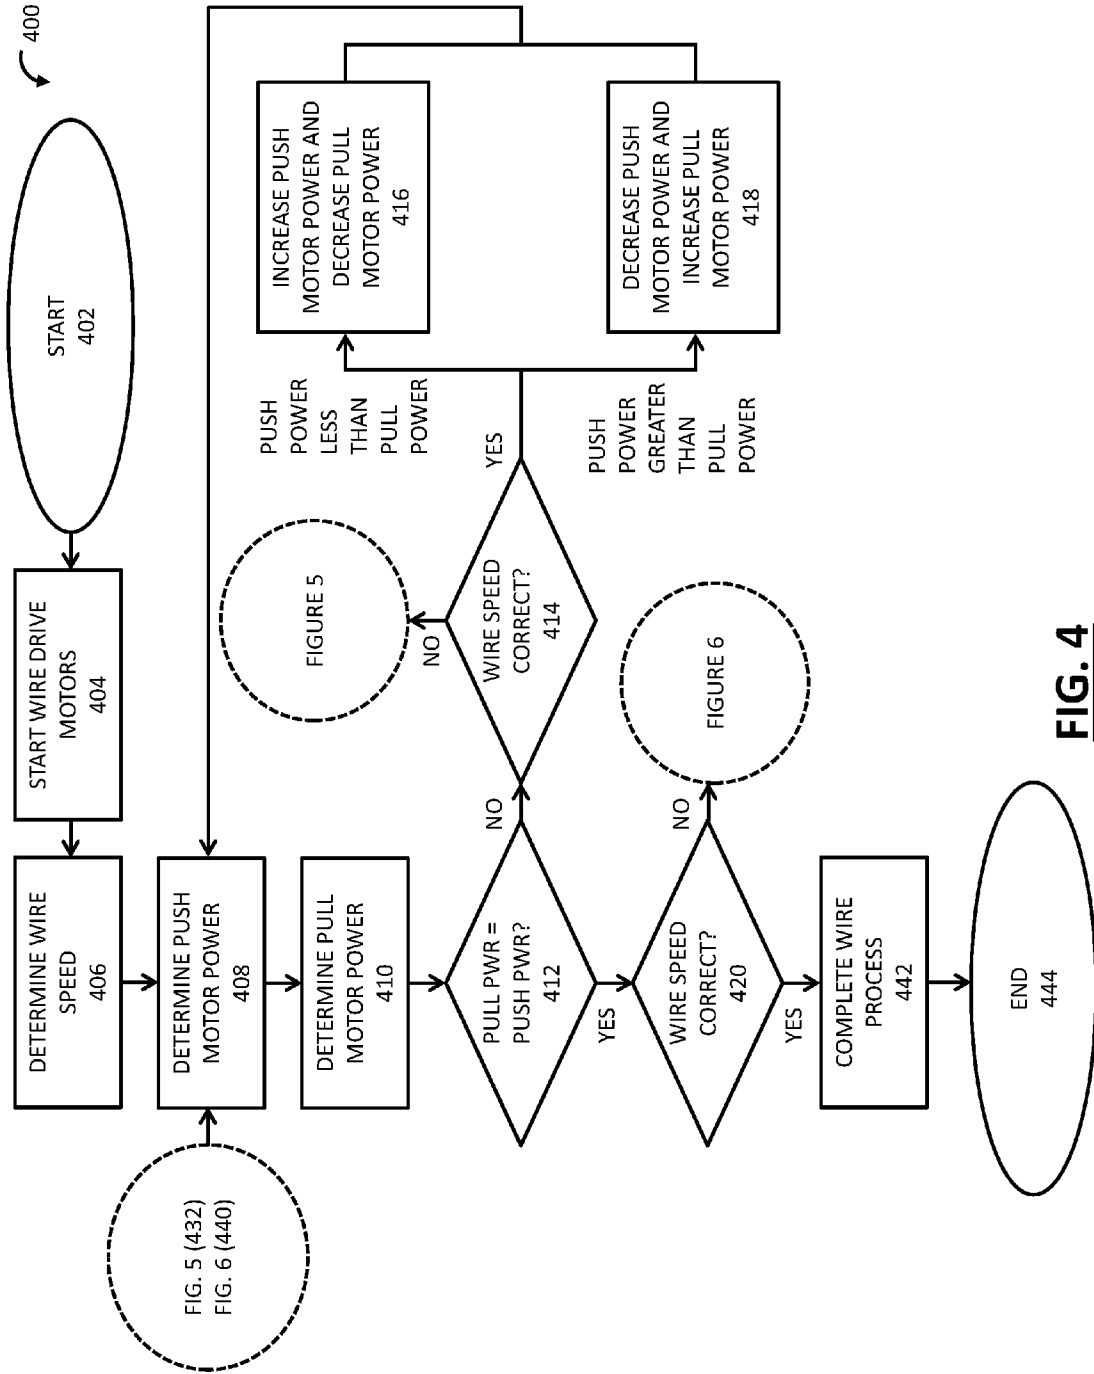 400
START
402
START WIRE DRIVE
MOTORS
404
DETERMINE WIRE
SPEED
406
FIG. 5 (432)
FIG. 6 (440)
DETERMINE PUSH
MOTOR POWER
408
DETERMINE PULL
MOTOR POWER
410
PULL PWR =
PUSH PWR?
412
NO
YES
WIRE SPEED
CORRECT?
414
NO
FIGURE 5
YES
PUSH
POWER
LESS
THAN
PULL
POWER
INCREASE PUSH
MOTOR POWER AND
DECREASE PULL
MOTOR POWER
416
PUSH
POWER
GREATER
THAN
PULL
POWER
DECREASE PUSH
MOTOR POWER AND
INCREASE PULL
MOTOR POWER
418
WIRE SPEED
CORRECT?
420
NO
FIGURE 6
YES
COMPLETE WIRE
PROCESS
442
END
444
FIG. 4